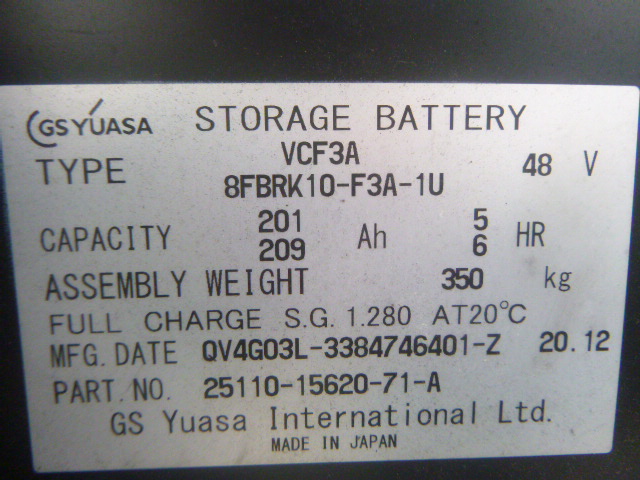 GS YUASA STORAGE BATTERY
TYPE VCF3A 48 V
8FBRK10-F3A-1U
CAPACITY 201 Ah 5 HR
209 6
ASSEMBLY WEIGHT 350 kg
FULL CHARGE S.G. 1.280 AT20°C
MFG. DATE QV4G03L-3384746401-Z 20.12
PART. NO. 25110-15620-71-A
GS Yuasa International Ltd.
MADE IN JAPAN